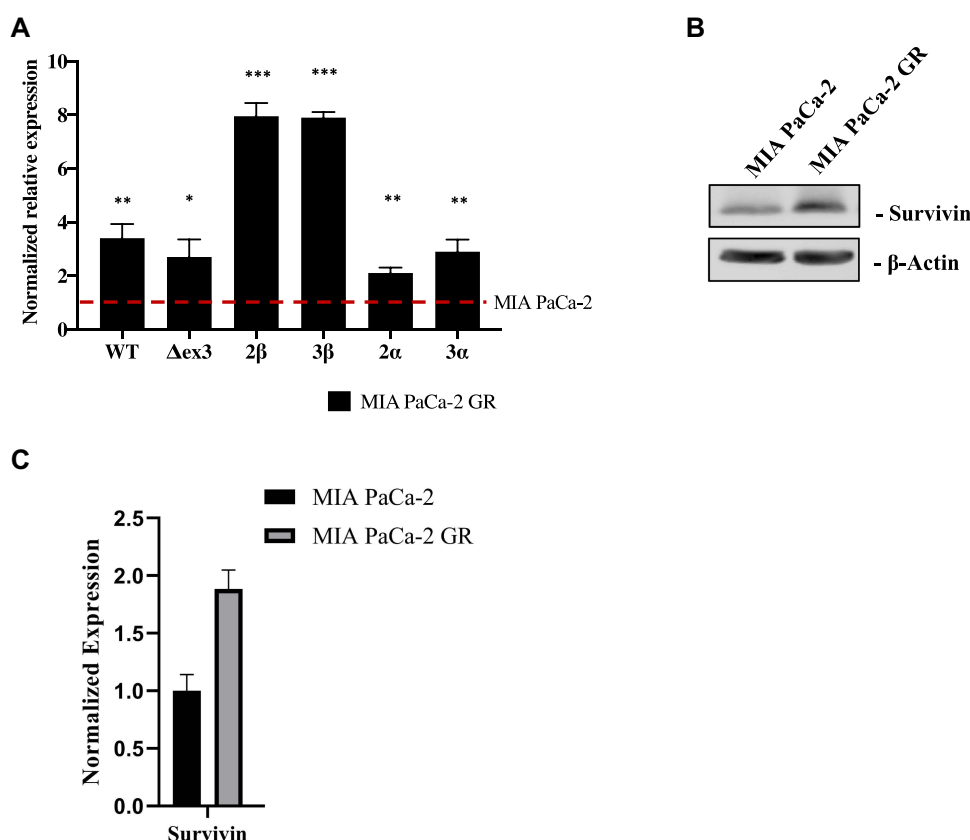 A
Normalized relative expression
10
8
6
4
2
0
**
*
***
***
**
**
MIA PaCa-2
WT Δex3 2β 3β 2α 3α
MIA PaCa-2 GR
B
MIA PaCa-2
MIA PaCa-2 GR
- Survivin
- β-Actin
C
MIA PaCa-2
MIA PaCa-2 GR
Normalized Expression
2.5
2.0
1.5
1.0
0.5
0.0
Survivin